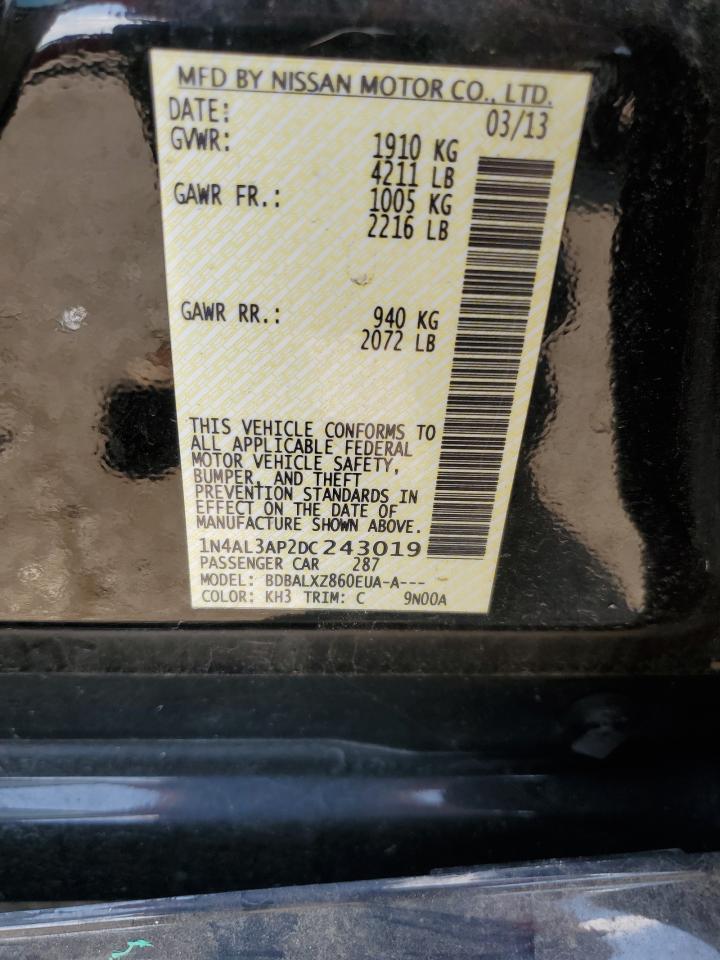 MFD BY NISSAN MOTOR CO., LTD.
DATE: 03/13
GVWR: 1910 KG
4211 LB
GAWR FR.: 1005 KG
2216 LB
GAWR RR.: 940 KG
2072 LB
THIS VEHICLE CONFORMS TO
ALL APPLICABLE FEDERAL
MOTOR VEHICLE SAFETY,
BUMPER, AND THEFT
PREVENTION STANDARDS IN
EFFECT ON THE DATE OF
MANUFACTURE SHOWN ABOVE.
1N4AL3AP2DC243019
PASSENGER CAR 287
MODEL: BDBALXZ860EUA-A---
COLOR: KH3 TRIM: C 9N00A